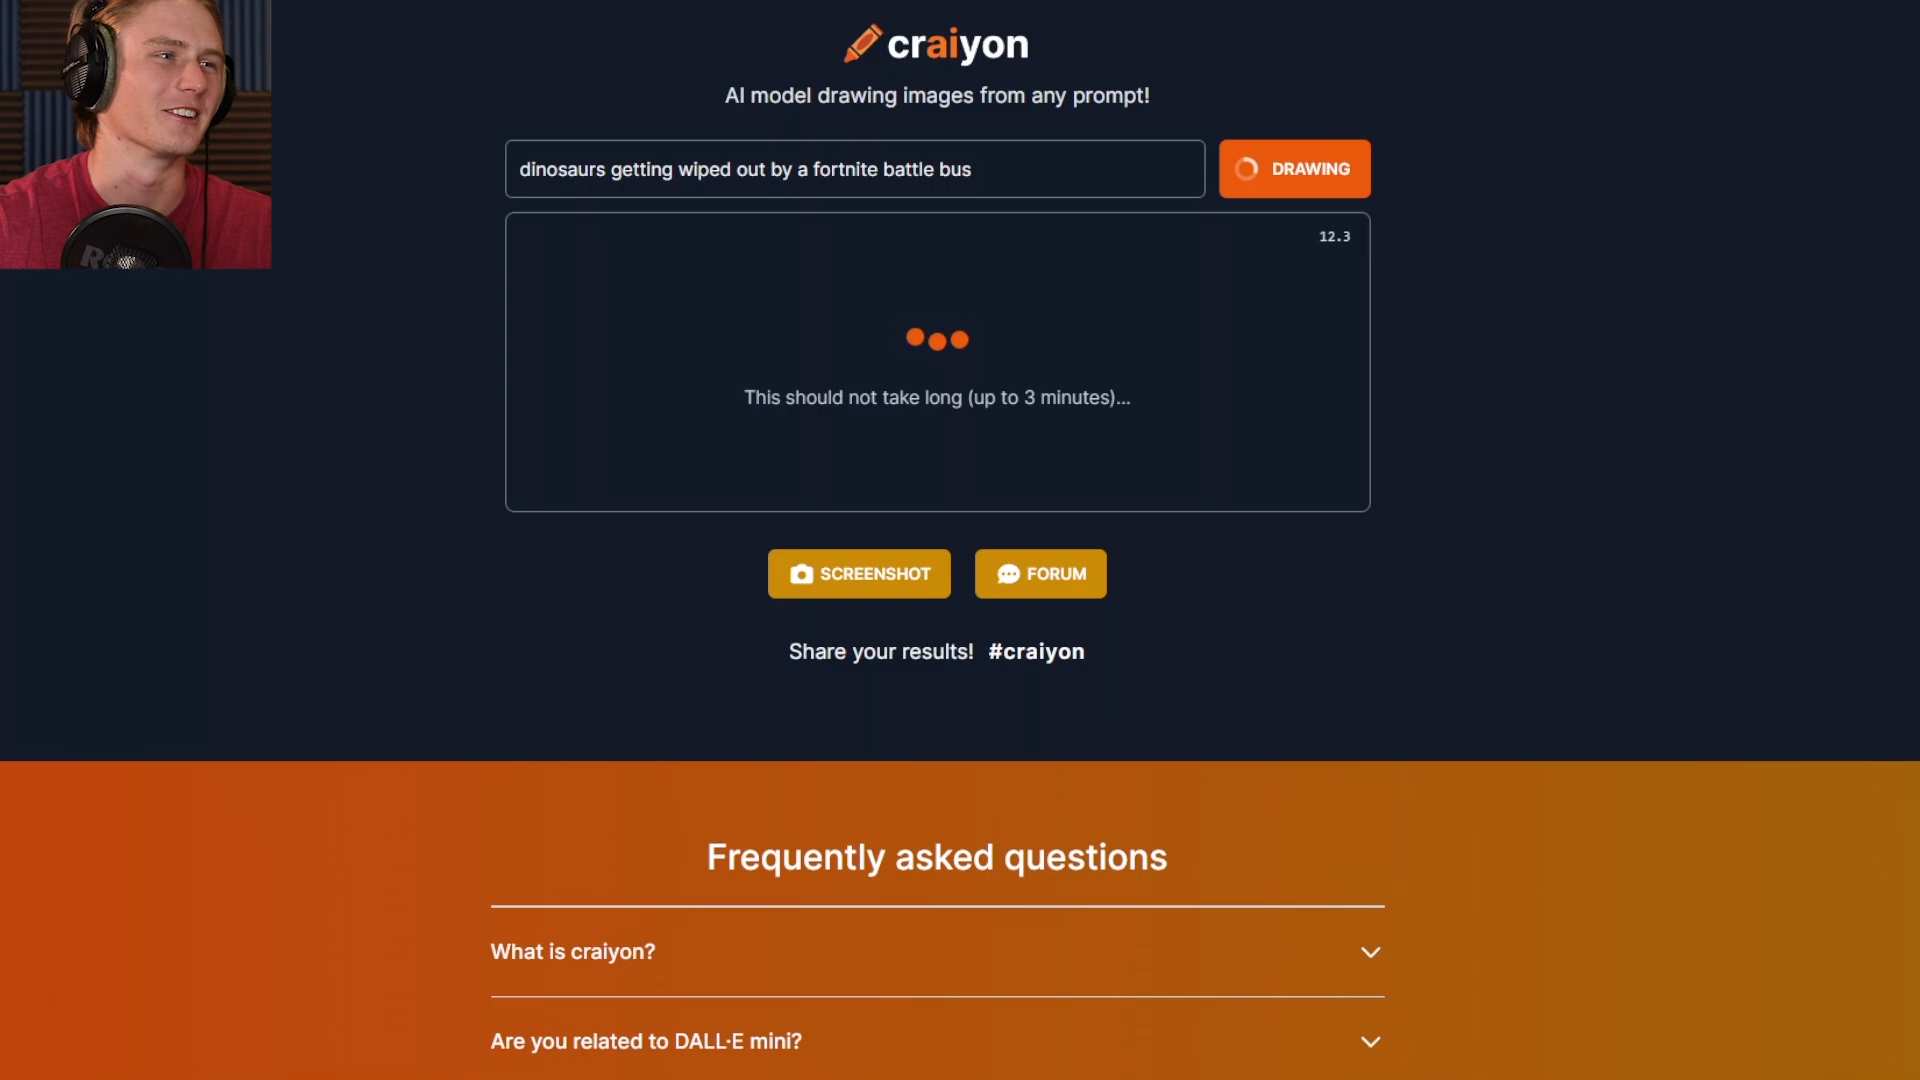 craiyon
AI model drawing images from any prompt!
dinosaurs getting wiped out by a fortnite battle bus
DRAWING
12.3
This should not take long (up to 3 minutes)...
SCREENSHOT
FORUM
Share your results! #craiyon
Frequently asked questions
What is craiyon?
Are you related to DALL·E mini?